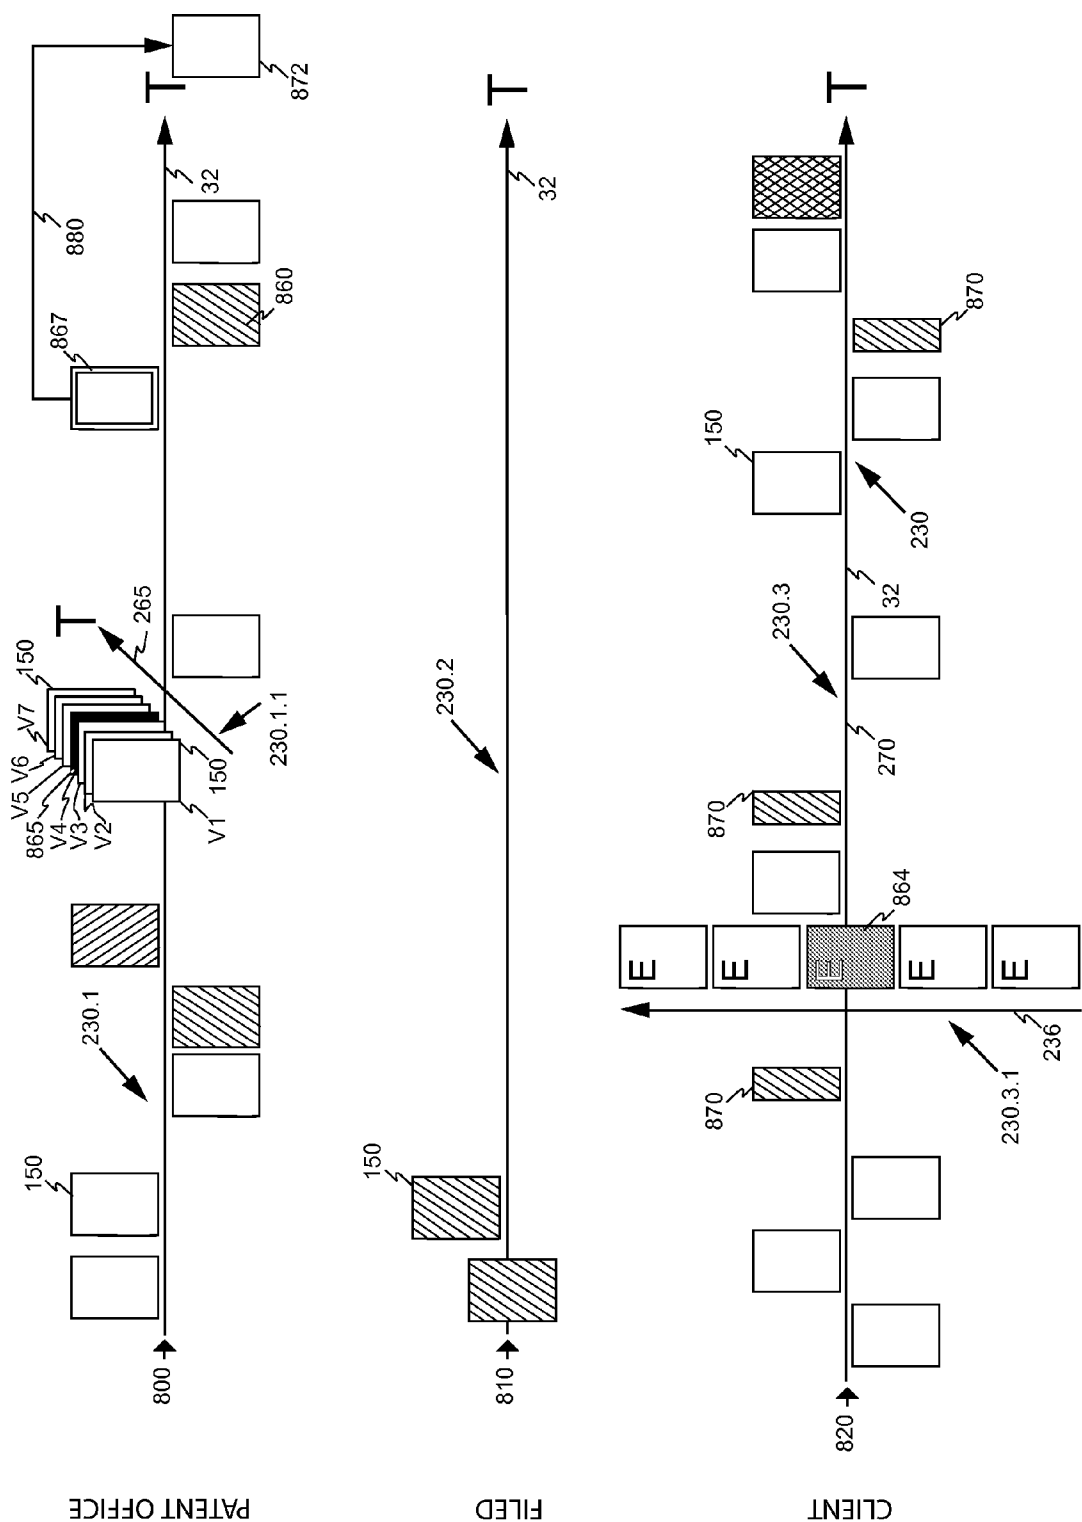 PATENT OFFICE
800
150
230.1
V1
V2
V3
V4
865
V5
V6
V7
150
150
230.1.1
265
T
867
860
880
32
T
872
FILED
810
150
230.2
32
T
CLIENT
820
870
230.3.1
236
E
E
E
E
E
864
870
270
230.3
32
230
150
870
T